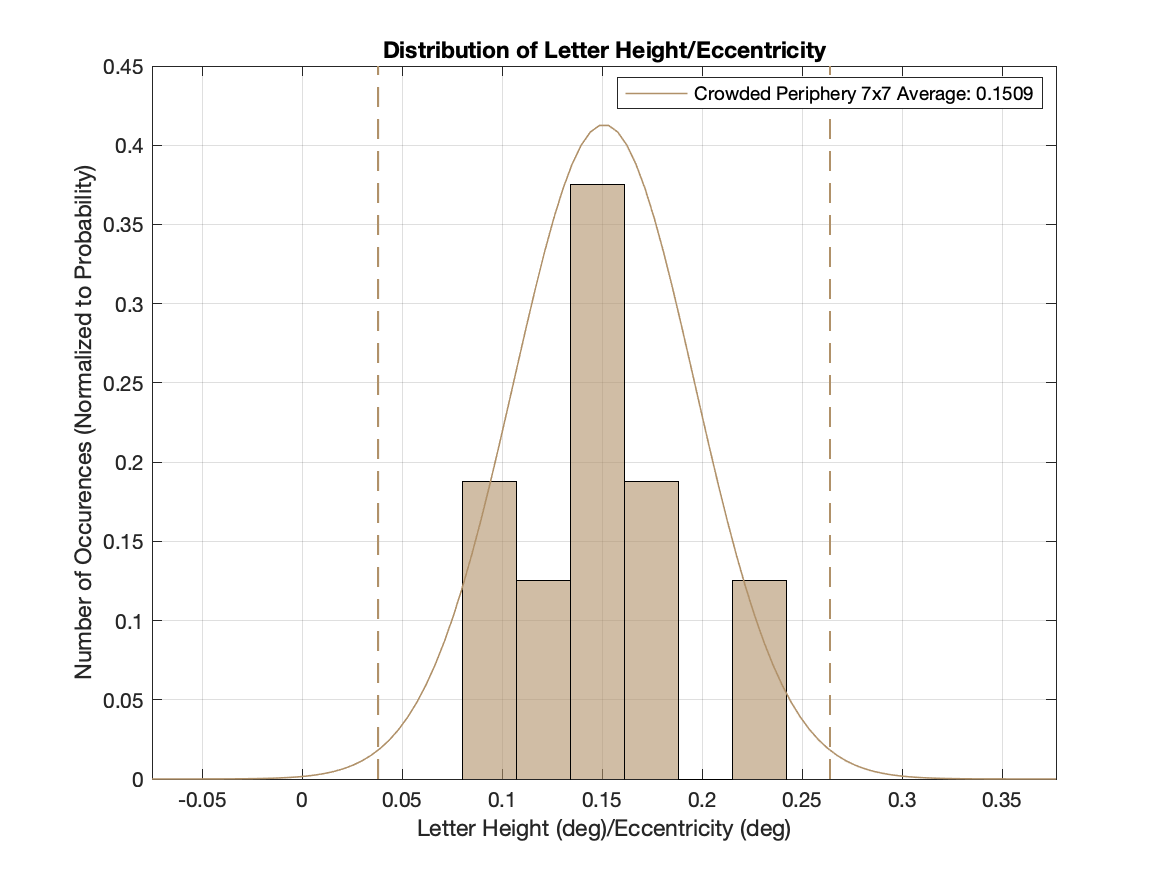 Distribution of Letter Height/Eccentricity
Crowded Periphery 7x7 Average: 0.1509
Number of Occurences (Normalized to Probability)
0.45
0.4
0.35
0.3
0.25
0.2
0.15
0.1
0.05
0
-0.05 0 0.05 0.1 0.15 0.2 0.25 0.3 0.35
Letter Height (deg)/Eccentricity (deg)